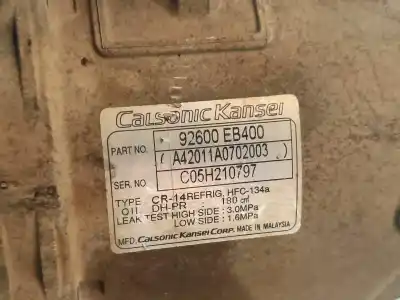 Calsonic Kansei
PART NO. 92600 EB400
( A42011A0702003 )
SER. NO. C05H210797
TYPE CR-14 REFRIG. HFC-134a
OIL DH-PR : 180 ㎤
LEAK TEST HIGH SIDE : 3.0MPa
LOW SIDE : 1.6MPa
MFD. CALSONIC KANSEI CORP. MADE IN MALAYSIA